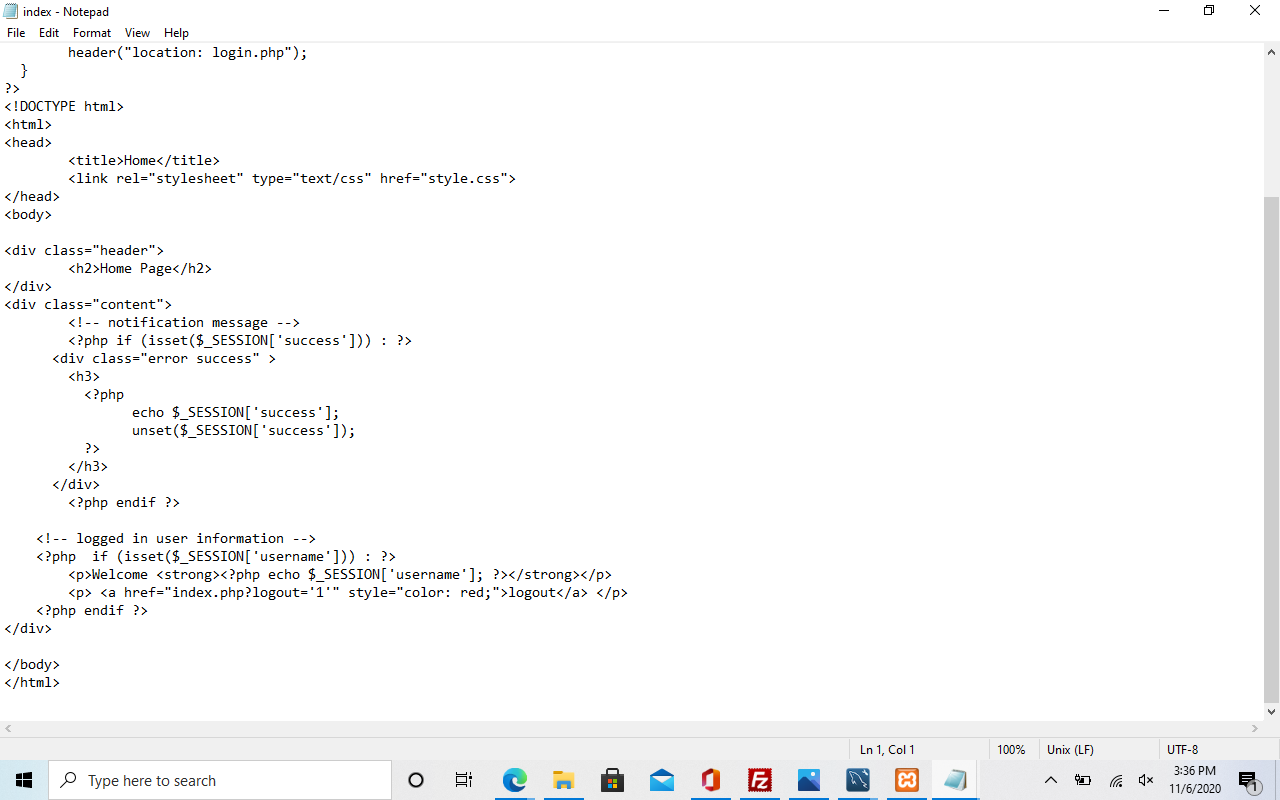 index - Notepad
File Edit Format View Help
header("location: login.php");
}
?>
<!DOCTYPE html>
<html>
<head>
<title>Home</title>
<link rel="stylesheet" type="text/css" href="style.css">
</head>
<body>
<div class="header">
<h2>Home Page</h2>
</div>
<div class="content">
<!-- notification message -->
<?php if (isset($_SESSION['success'])) : ?>
<div class="error success" >
<h3>
<?php
echo $_SESSION['success'];
unset($_SESSION['success']);
?>
</h3>
</div>
<?php endif ?>
<!-- logged in user information -->
<?php  if (isset($_SESSION['username'])) : ?>
<p>Welcome <strong><?php echo $_SESSION['username']; ?></strong></p>
<p> <a href="index.php?logout='1'" style="color: red;">logout</a> </p>
<?php endif ?>
</div>
</body>
</html>
Ln 1, Col 1 100% Unix (LF) UTF-8
Type here to search
3:36 PM
11/6/2020
1